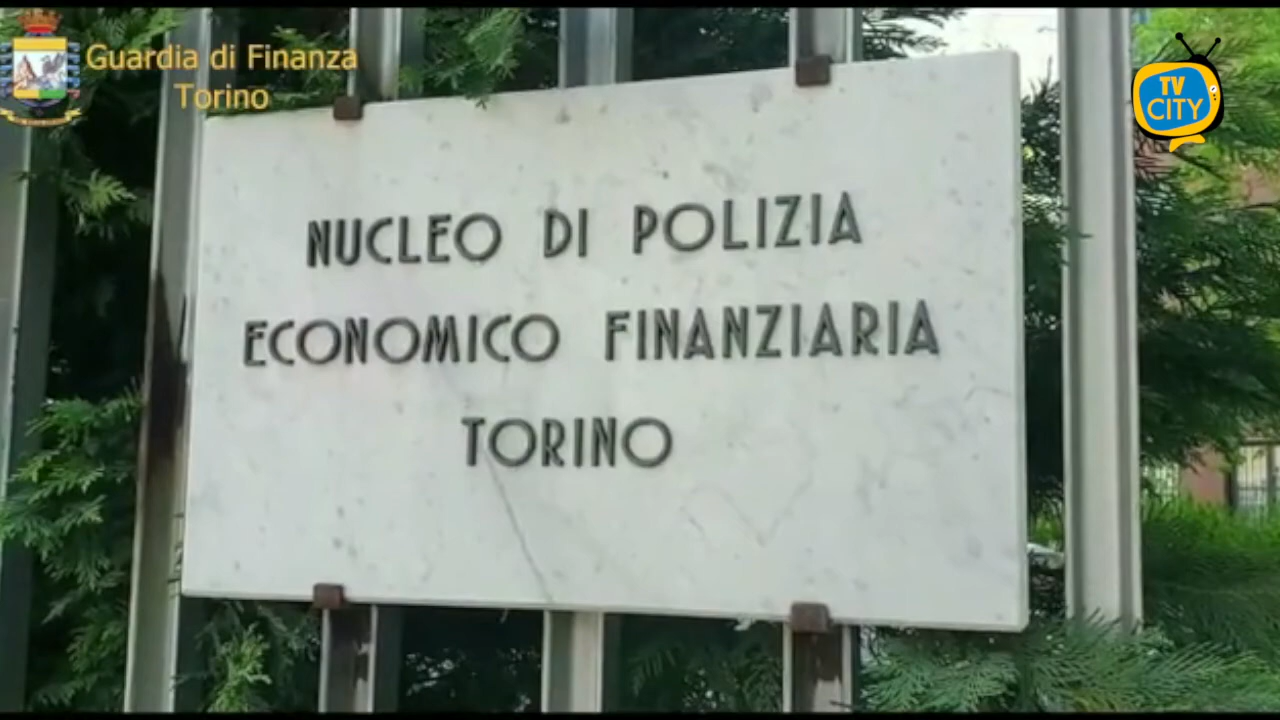 Guardia di Finanza
Torino
TV
CITY
NUCLEO DI POLIZIA
ECONOMICO FINANZIARIA
TORINO